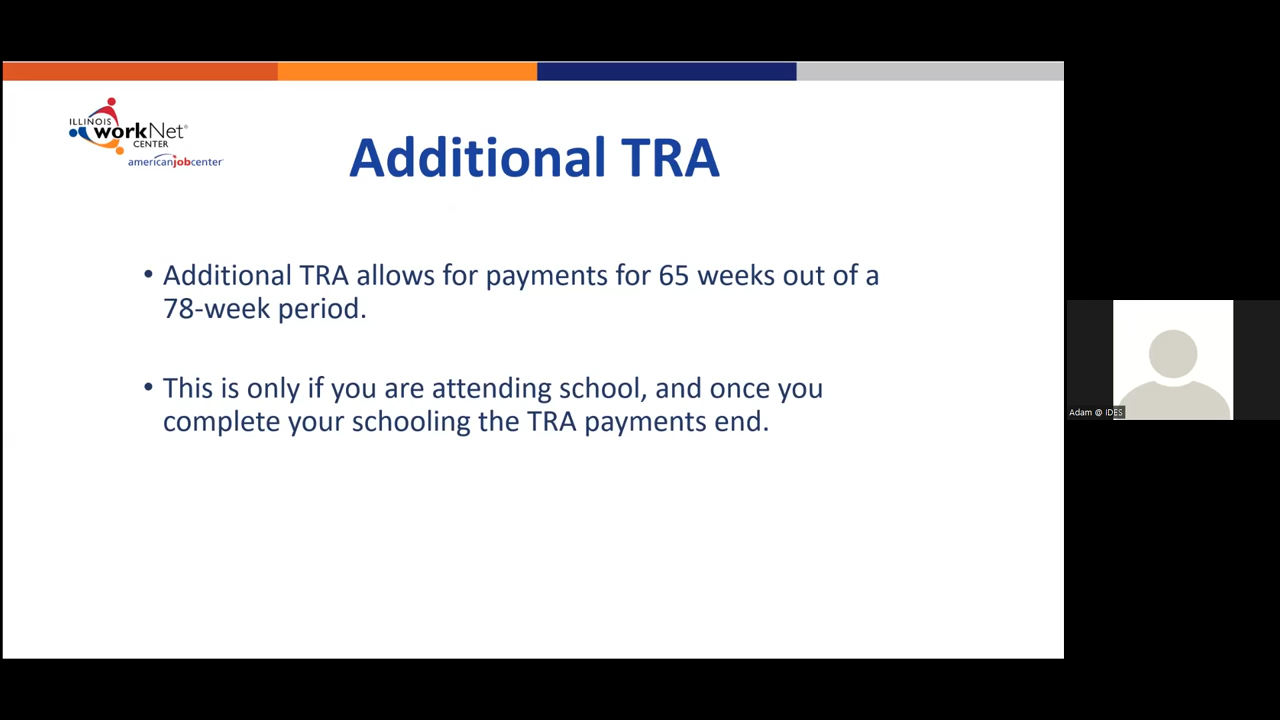 ILLINOIS
workNet®
CENTER
americanjobcenter
Additional TRA
• Additional TRA allows for payments for 65 weeks out of a
78-week period.
• This is only if you are attending school, and once you
complete your schooling the TRA payments end.
Adam @ IDES